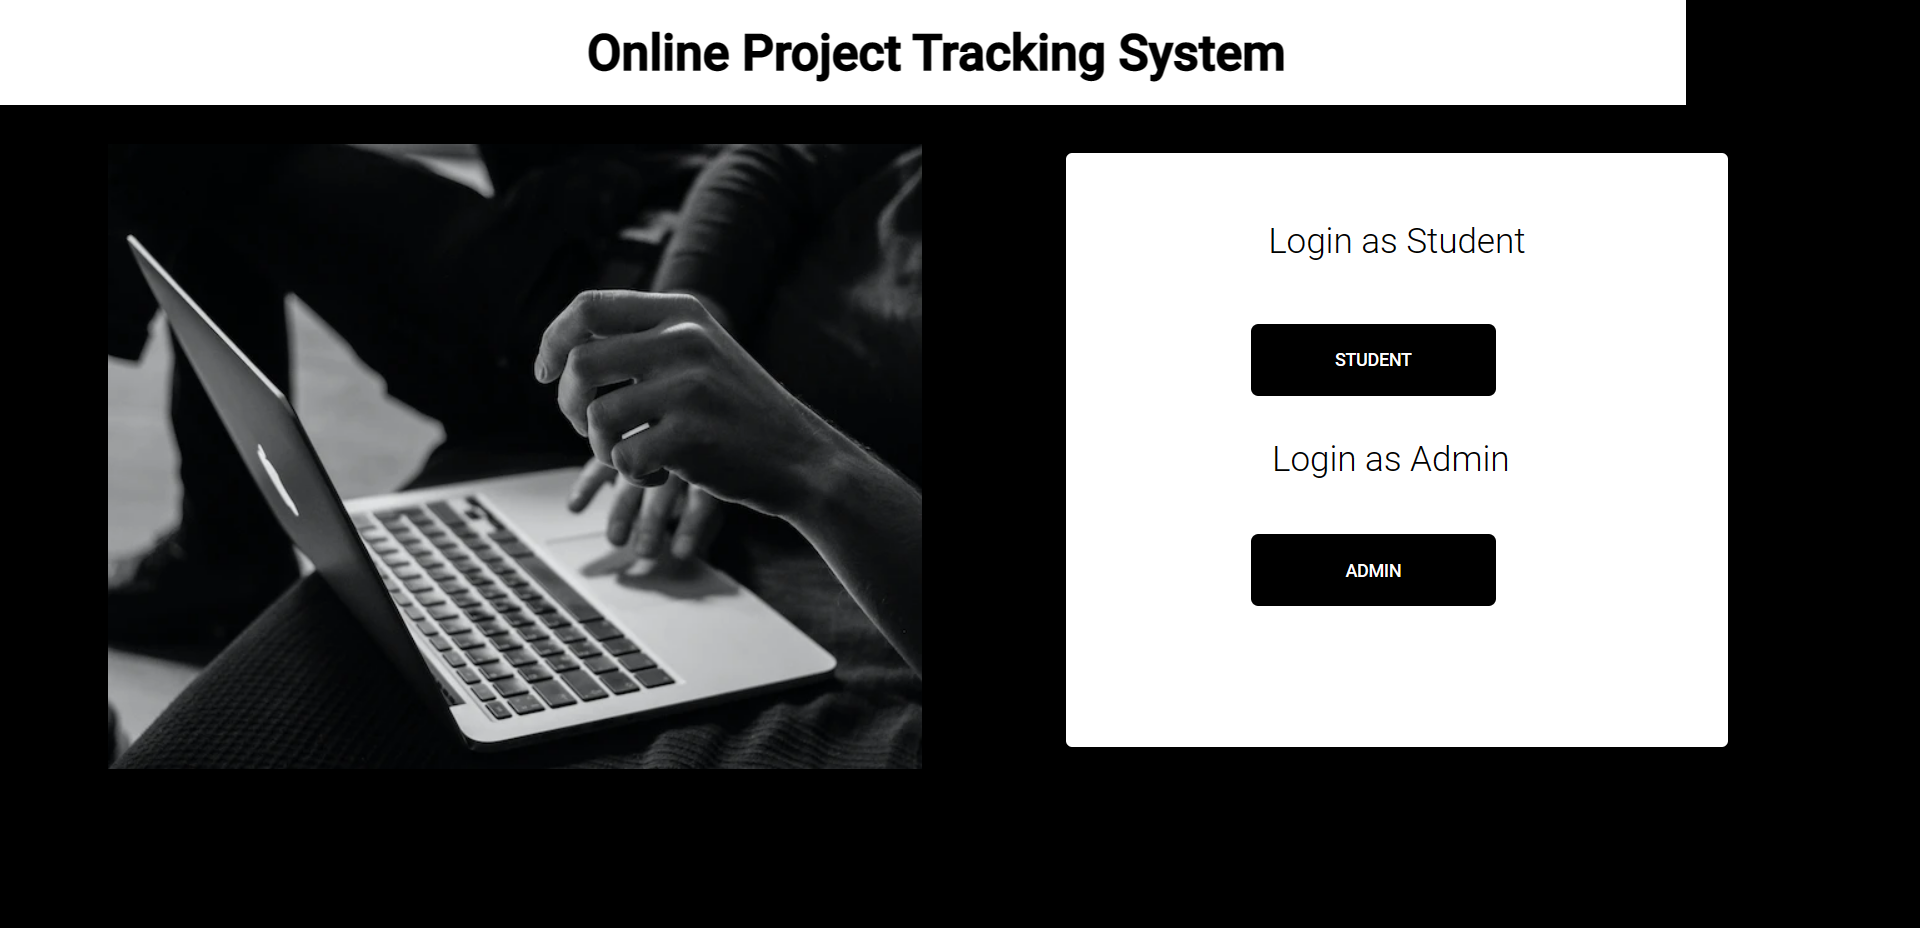 Online Project Tracking System
Login as Student
STUDENT
Login as Admin
ADMIN